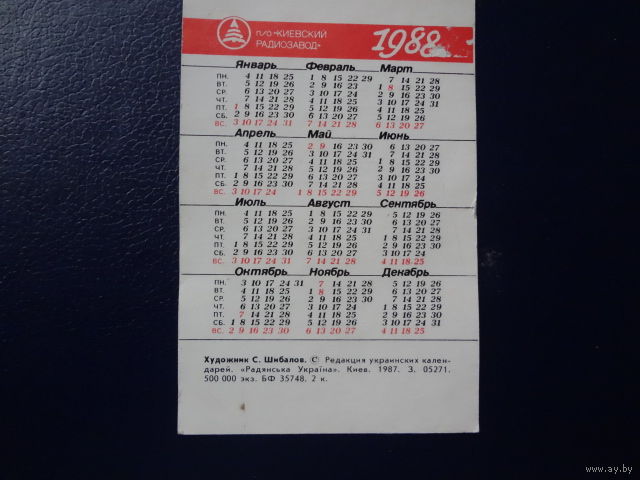 п/о «КИЕВСКИЙ
РАДИОЗАВОД»
1988
Январь Февраль Март
ПН. 4 11 18 25 1 8 15 22 29 7 14 21 28
ВТ. 5 12 19 26 2 9 16 23 1 8 15 22 29
СР. 6 13 20 27 3 10 17 24 2 9 16 23 30
ЧТ. 7 14 21 28 4 11 18 25 3 10 17 24 31
ПТ. 1 8 15 22 29 5 12 19 26 4 11 18 25
СБ. 2 9 16 23 30 6 13 20 27 5 12 19 26
ВС. 3 10 17 24 31 7 14 21 28 6 13 20 27
Апрель Май Июнь
ПН. 4 11 18 25 2 9 16 23 30 6 13 20 27
ВТ. 5 12 19 26 3 10 17 24 31 7 14 21 28
СР. 6 13 20 27 4 11 18 25 1 8 15 22 29
ЧТ. 7 14 21 28 5 12 19 26 2 9 16 23 30
ПТ. 1 8 15 22 29 6 13 20 27 3 10 17 24
СБ. 2 9 16 23 30 7 14 21 28 4 11 18 25
ВС. 3 10 17 24 1 8 15 22 29 5 12 19 26
Июль Август Сентябрь
ПН. 4 11 18 25 1 8 15 22 29 5 12 19 26
ВТ. 5 12 19 26 2 9 16 23 30 6 13 20 27
СР. 6 13 20 27 3 10 17 24 31 7 14 21 28
ЧТ. 7 14 21 28 4 11 18 25 1 8 15 22 29
ПТ. 1 8 15 22 29 5 12 19 26 2 9 16 23 30
СБ. 2 9 16 23 30 6 13 20 27 3 10 17 24
ВС. 3 10 17 24 31 7 14 21 28 4 11 18 25
Октябрь Ноябрь Декабрь
ПН. 3 10 17 24 31 7 14 21 28 5 12 19 26
ВТ. 4 11 18 25 1 8 15 22 29 6 13 20 27
СР. 5 12 19 26 2 9 16 23 30 7 14 21 28
ЧТ. 6 13 20 27 3 10 17 24 1 8 15 22 29
ПТ. 7 14 21 28 4 11 18 25 2 9 16 23 30
СБ. 1 8 15 22 29 5 12 19 26 3 10 17 24 31
ВС. 2 9 16 23 30 6 13 20 27 4 11 18 25
Художник С. Шибалов. © Редакция украинских кален-
дарей. «Радянська Україна». Киев. 1987. З. 05271.
500 000 экз. БФ 35748. 2 к.
www.ay.by